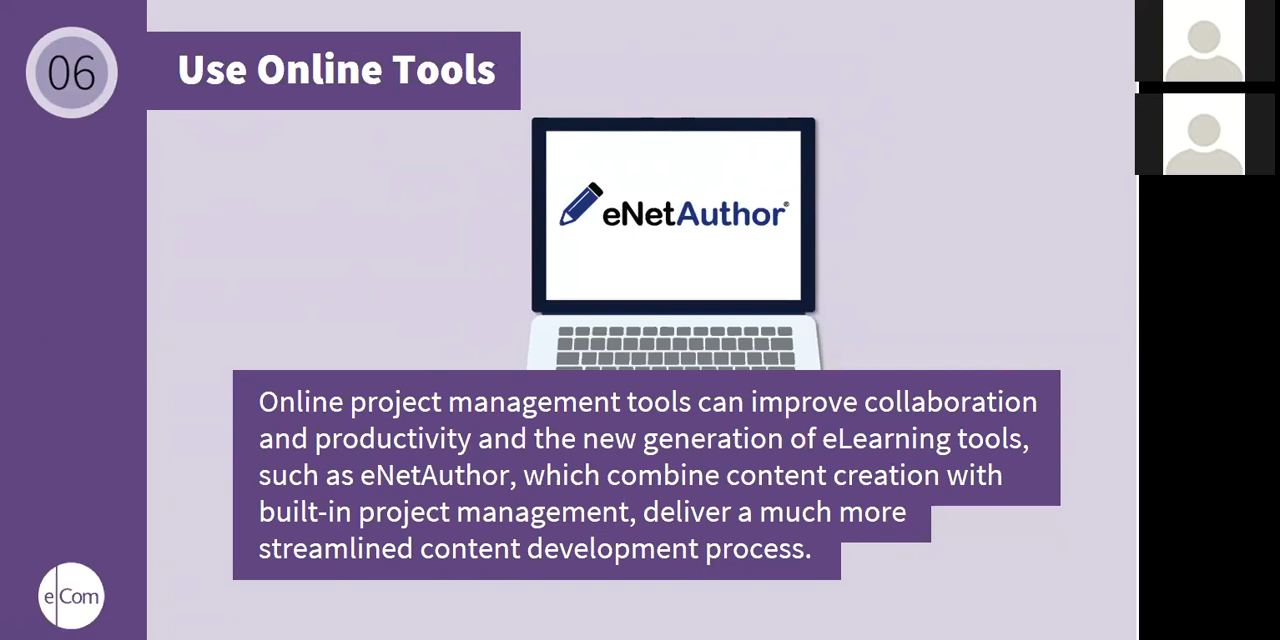 06
Use Online Tools
eNetAuthor®
Online project management tools can improve collaboration
and productivity and the new generation of eLearning tools,
such as eNetAuthor, which combine content creation with
built-in project management, deliver a much more
streamlined content development process.
e Com